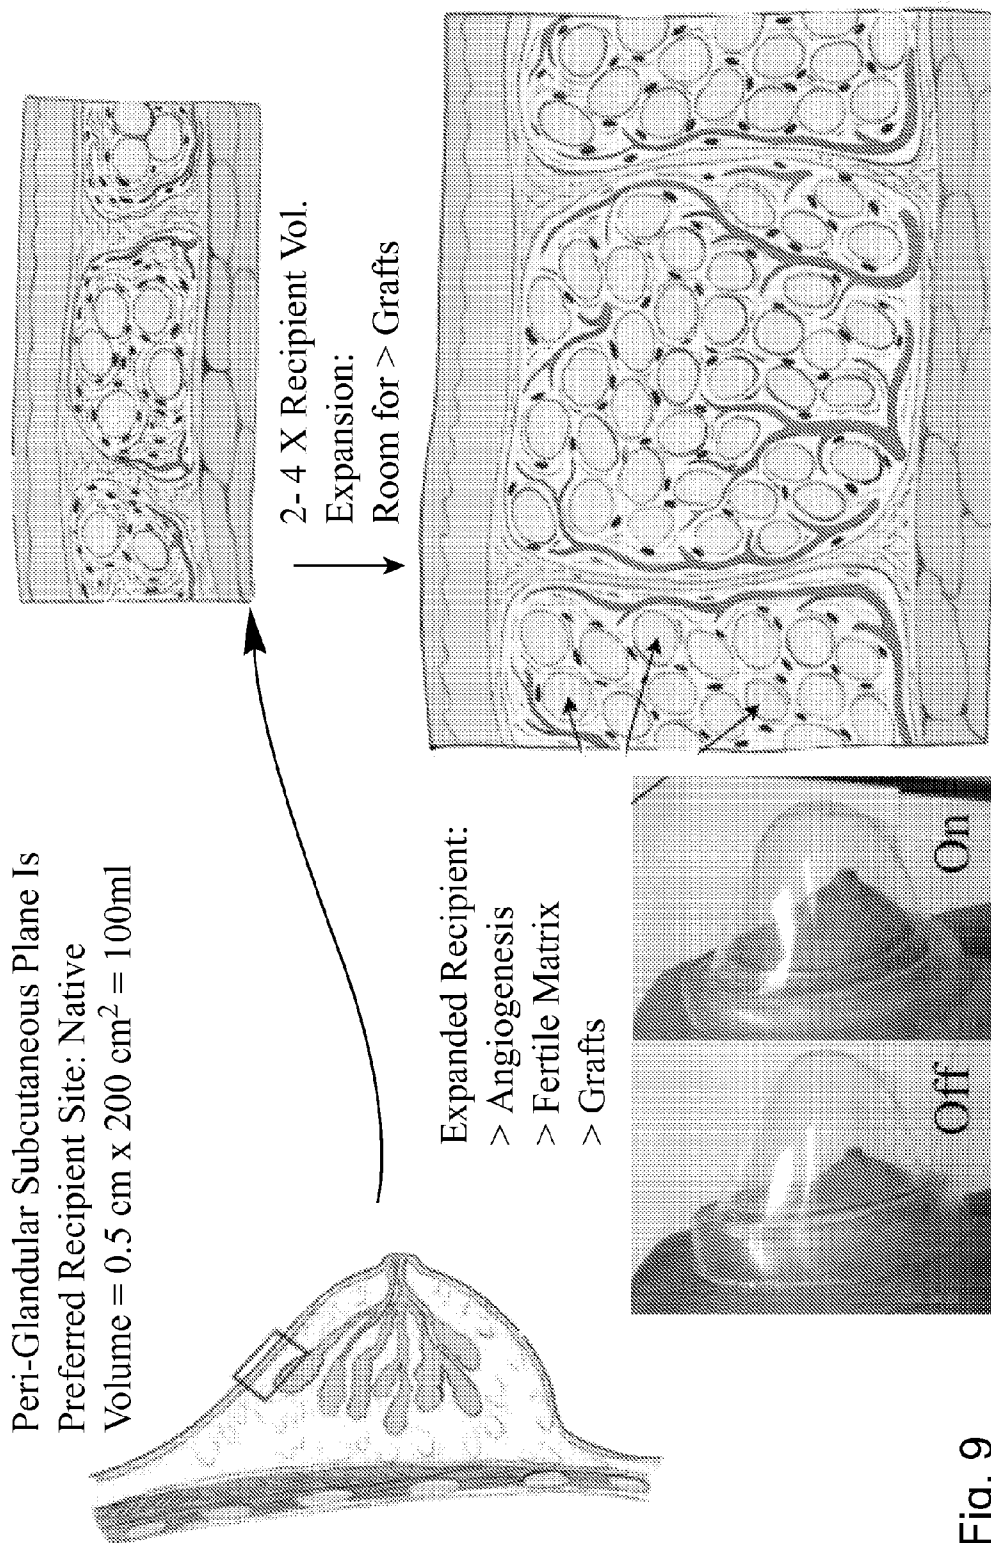 Peri-Glandular Subcutaneous Plane Is
Preferred Recipient Site: Native
Volume = 0.5 cm x 200 cm² = 100ml
2- 4 X Recipient Vol.
Expansion:
Room for > Grafts
Expanded Recipient:
> Angiogenesis
> Fertile Matrix
> Grafts
Off
On
Fig. 9